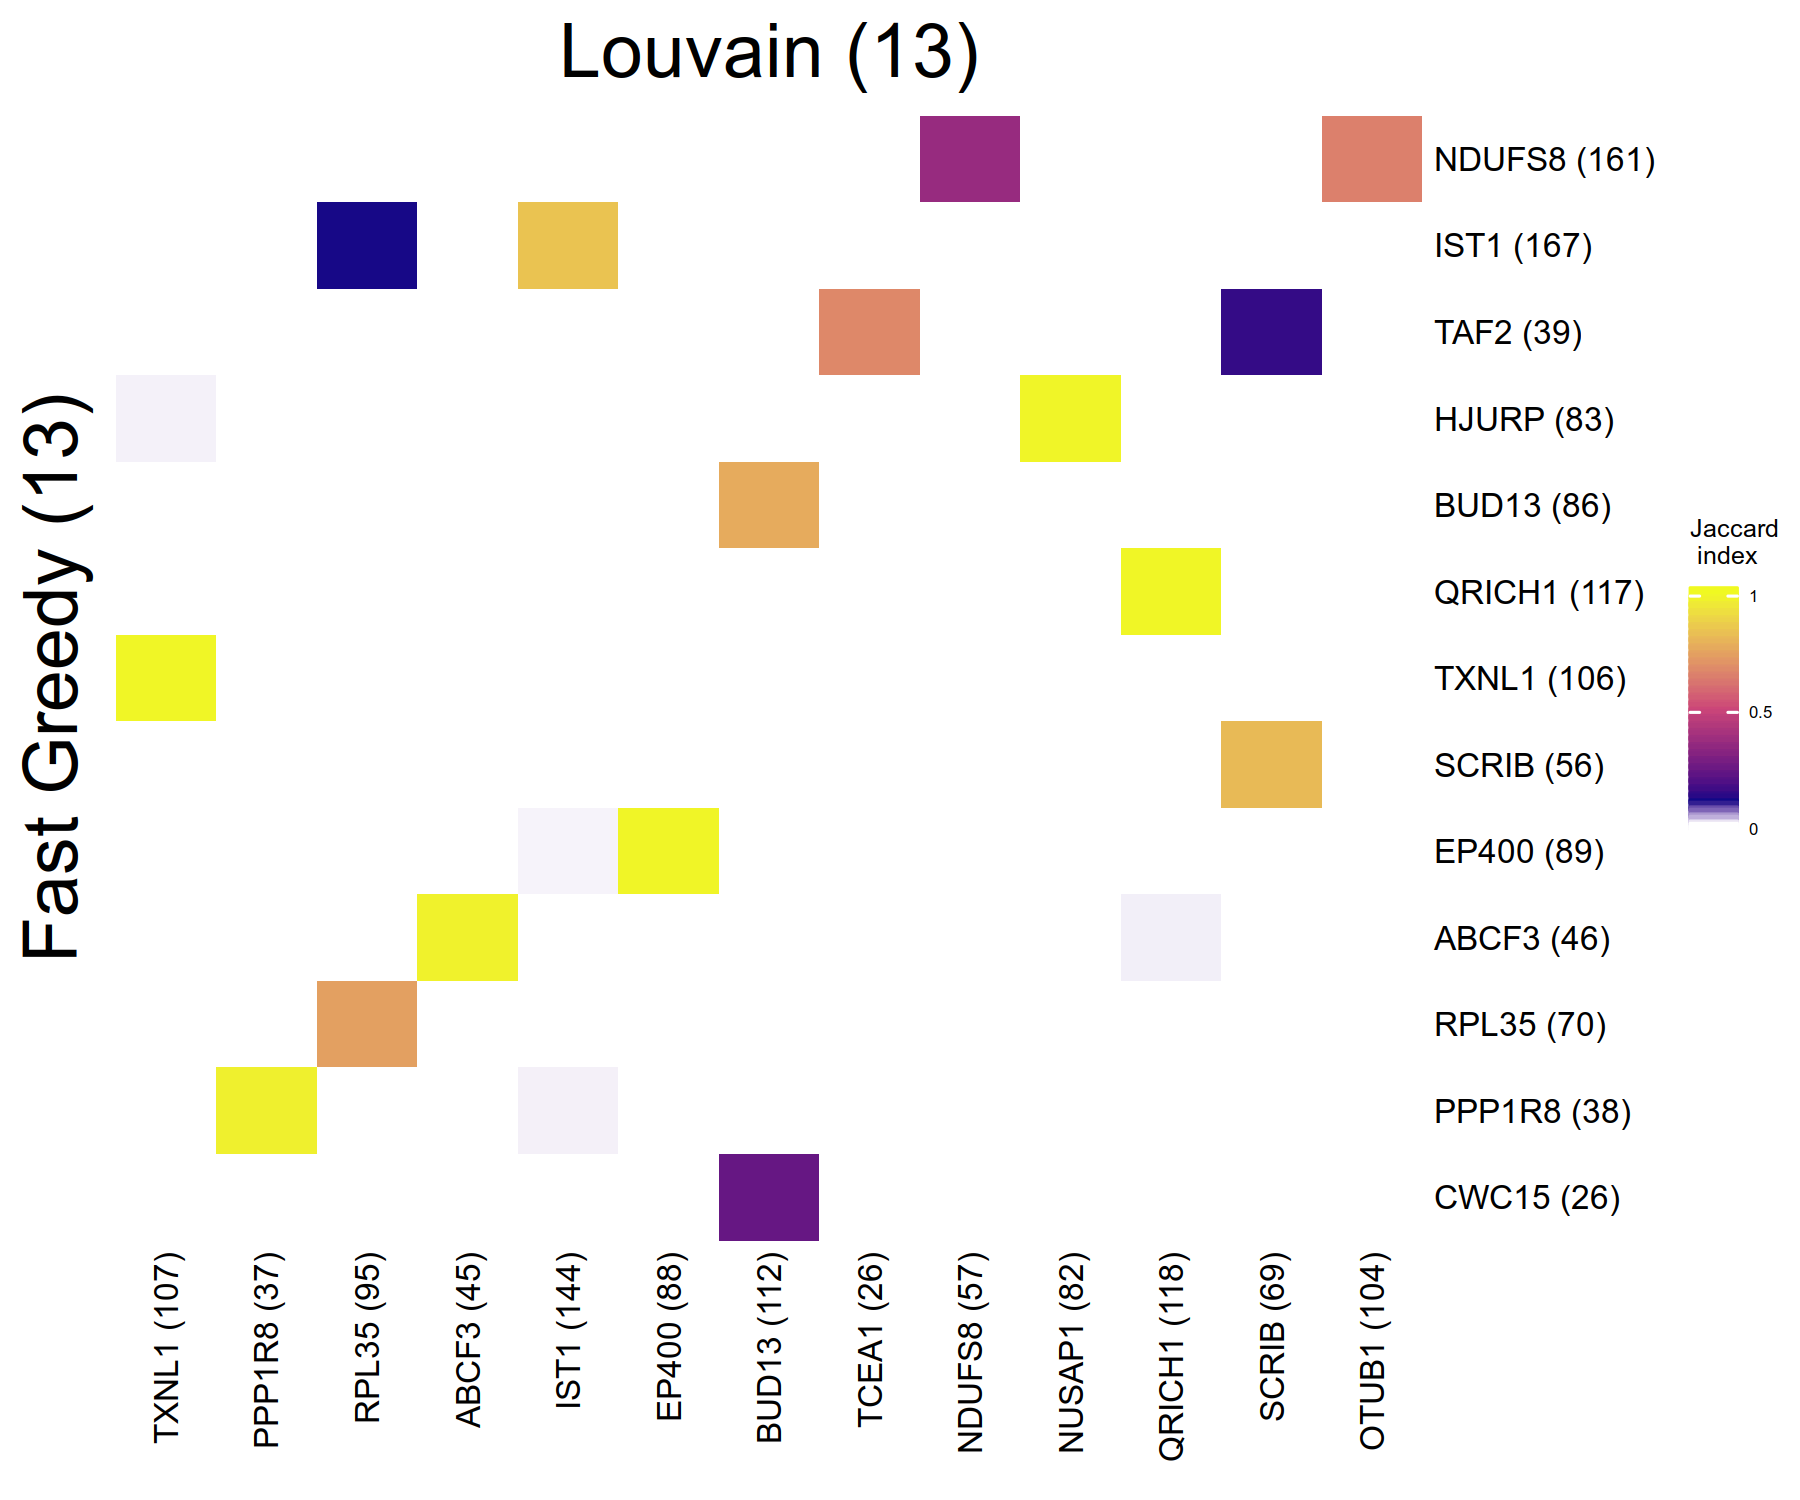 Louvain (13)
Fast Greedy (13)
NDUFS8 (161)
IST1 (167)
TAF2 (39)
HJURP (83)
BUD13 (86)
QRICH1 (117)
TXNL1 (106)
SCRIB (56)
EP400 (89)
ABCF3 (46)
RPL35 (70)
PPP1R8 (38)
CWC15 (26)
Jaccard
index
1
0.5
0
TXNL1 (107)
PPP1R8 (37)
RPL35 (95)
ABCF3 (45)
IST1 (144)
EP400 (88)
BUD13 (112)
TCEA1 (26)
NDUFS8 (57)
NUSAP1 (82)
QRICH1 (118)
SCRIB (69)
OTUB1 (104)